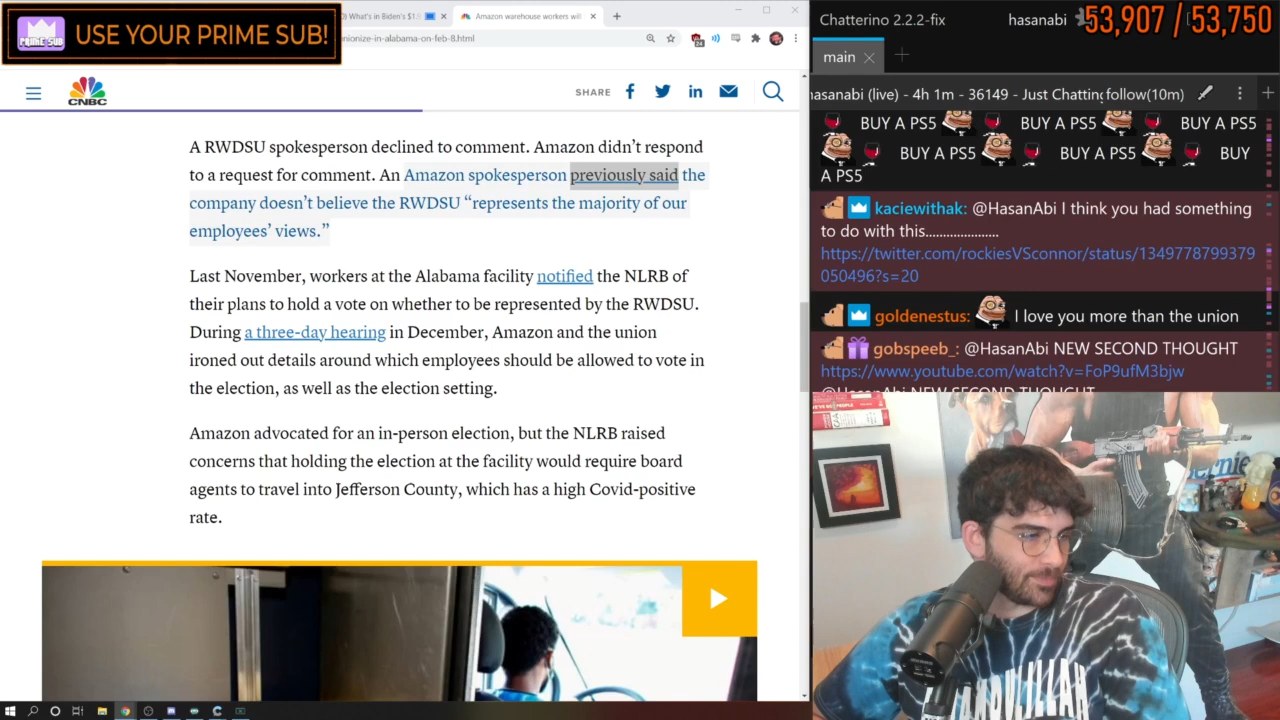 PRIME SUB
USE YOUR PRIME SUB!
What's in Biden's $1.
Amazon warehouse workers will
nionize-in-alabama-on-feb-8.html
24
CNBC
SHARE
A RWDSU spokesperson declined to comment. Amazon didn't respond
to a request for comment. An Amazon spokesperson previously said the
company doesn't believe the RWDSU “represents the majority of our
employees' views.”
Last November, workers at the Alabama facility notified the NLRB of
their plans to hold a vote on whether to be represented by the RWDSU.
During a three-day hearing in December, Amazon and the union
ironed out details around which employees should be allowed to vote in
the election, as well as the election setting.
Amazon advocated for an in-person election, but the NLRB raised
concerns that holding the election at the facility would require board
agents to travel into Jefferson County, which has a high Covid-positive
rate.
Chatterino 2.2.2-fix
hasanabi
53,907 / 53,750
main
nasanabi (live) - 4h 1m - 36149 - Just Chatting follow(10m)
BUY A PS5 BUY A PS5 BUY A PS5
BUY A PS5 BUY A PS5 BUY
A PS5
kaciewithak: @HasanAbi I think you had something
to do with this.....................
https://twitter.com/rockiesVSconnor/status/1349778799379
050496?s=20
goldenestus: I love you more than the union
gobspeeb_: @HasanAbi NEW SECOND THOUGHT
https://www.youtube.com/watch?v=FoP9ufM3bjw
@HasanAbi NEW SECOND THOUGHT
Bernie